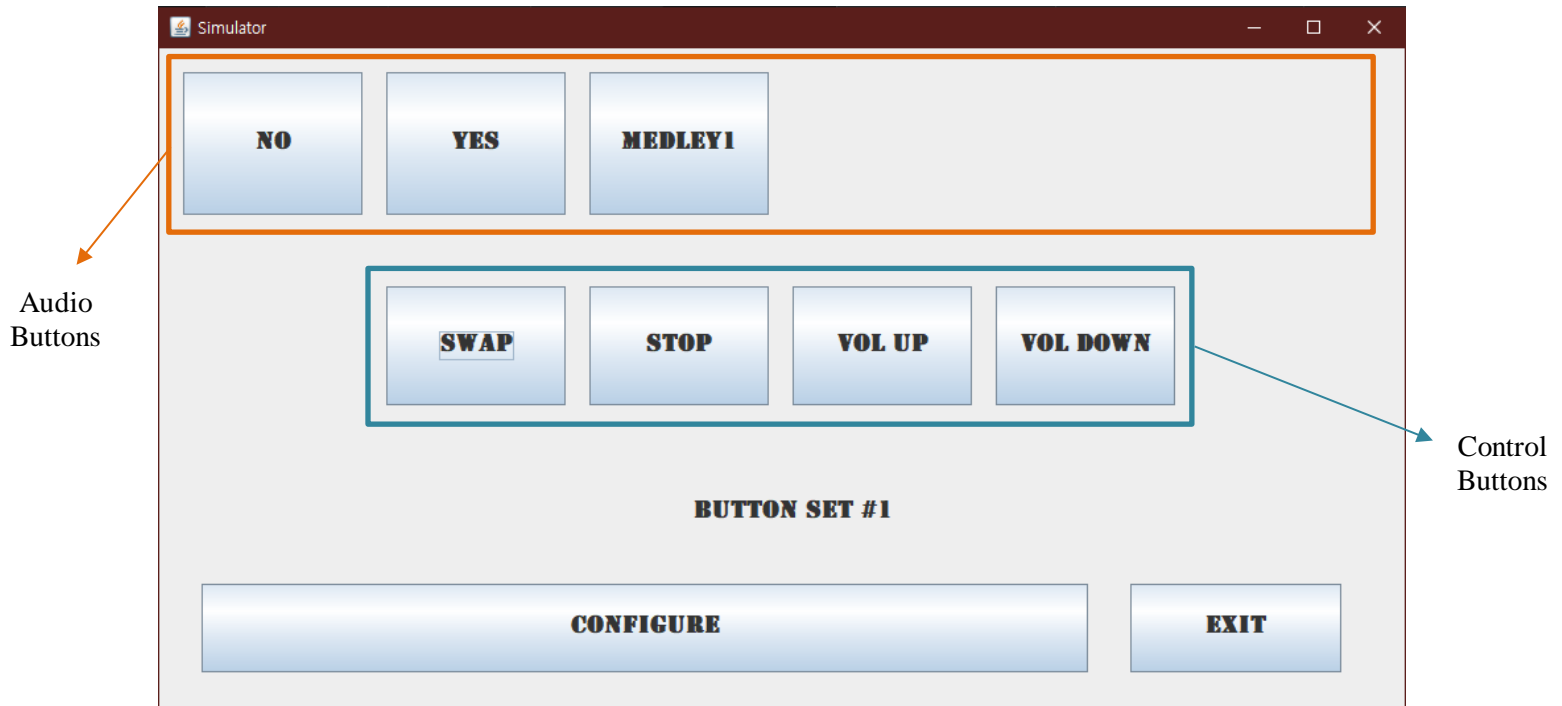 Simulator
NO
YES
MEDLEY1
Audio
Buttons
SWAP
STOP
VOL UP
VOL DOWN
Control
Buttons
BUTTON SET #1
CONFIGURE
EXIT